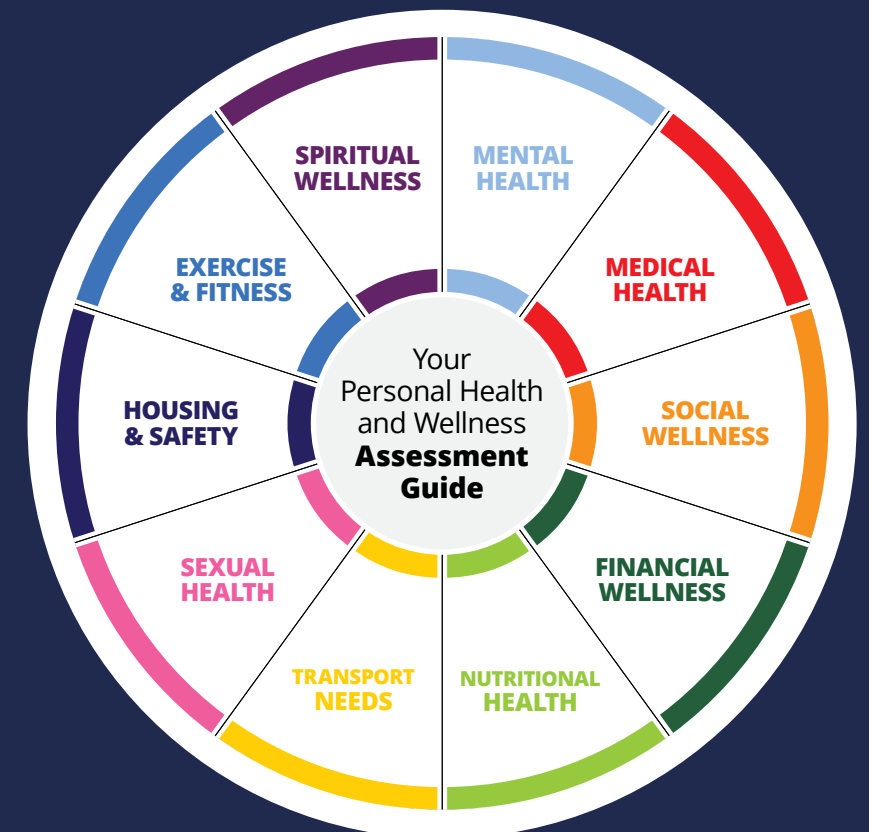 SPIRITUAL
WELLNESS
MENTAL
HEALTH
EXERCISE
& FITNESS
MEDICAL
HEALTH
Your
Personal Health
and Wellness
Assessment
Guide
HOUSING
& SAFETY
SOCIAL
WELLNESS
SEXUAL
HEALTH
FINANCIAL
WELLNESS
TRANSPORT
NEEDS
NUTRITIONAL
HEALTH